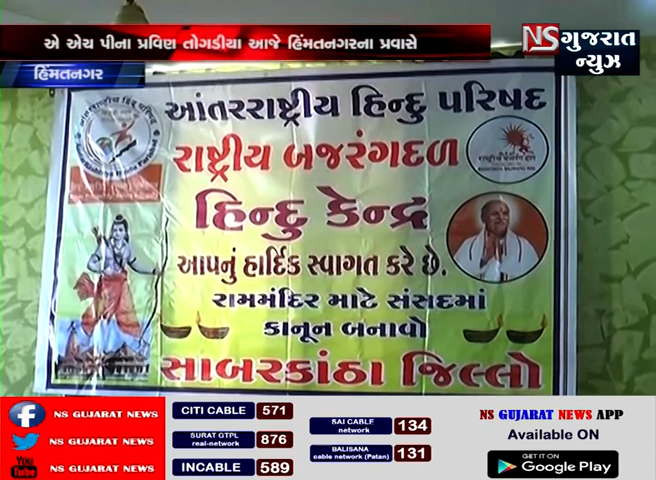 એ એચ પીના પ્રવિણ તોગડીયા આજે હિંમતનગરના પ્રવાસે
NS ગુજરાત
ન્યુઝ
હિંમતનગર
આંતરરાષ્ટ્રીય હિન્દુ પરિષદ
રાષ્ટ્રીય બજરંગદળ
હિન્દુ કેન્દ્ર
આપનું હાર્દિક સ્વાગત કરે છે.
રામમંદિર માટે સંસદમાં
કાનૂન બનાવો
સાબરકાંઠા જિલ્લો
NS GUJARAT NEWS
NS GUJARAT NEWS
You Tube NS GUJARAT NEWS
CITI CABLE 571
SURAT GTPL
real-network 876
INCABLE 589
SAI CABLE
network 134
BALISANA
cable network (Patan) 131
NS GUJARAT NEWS APP
Available ON
GET IT ON
Google Play